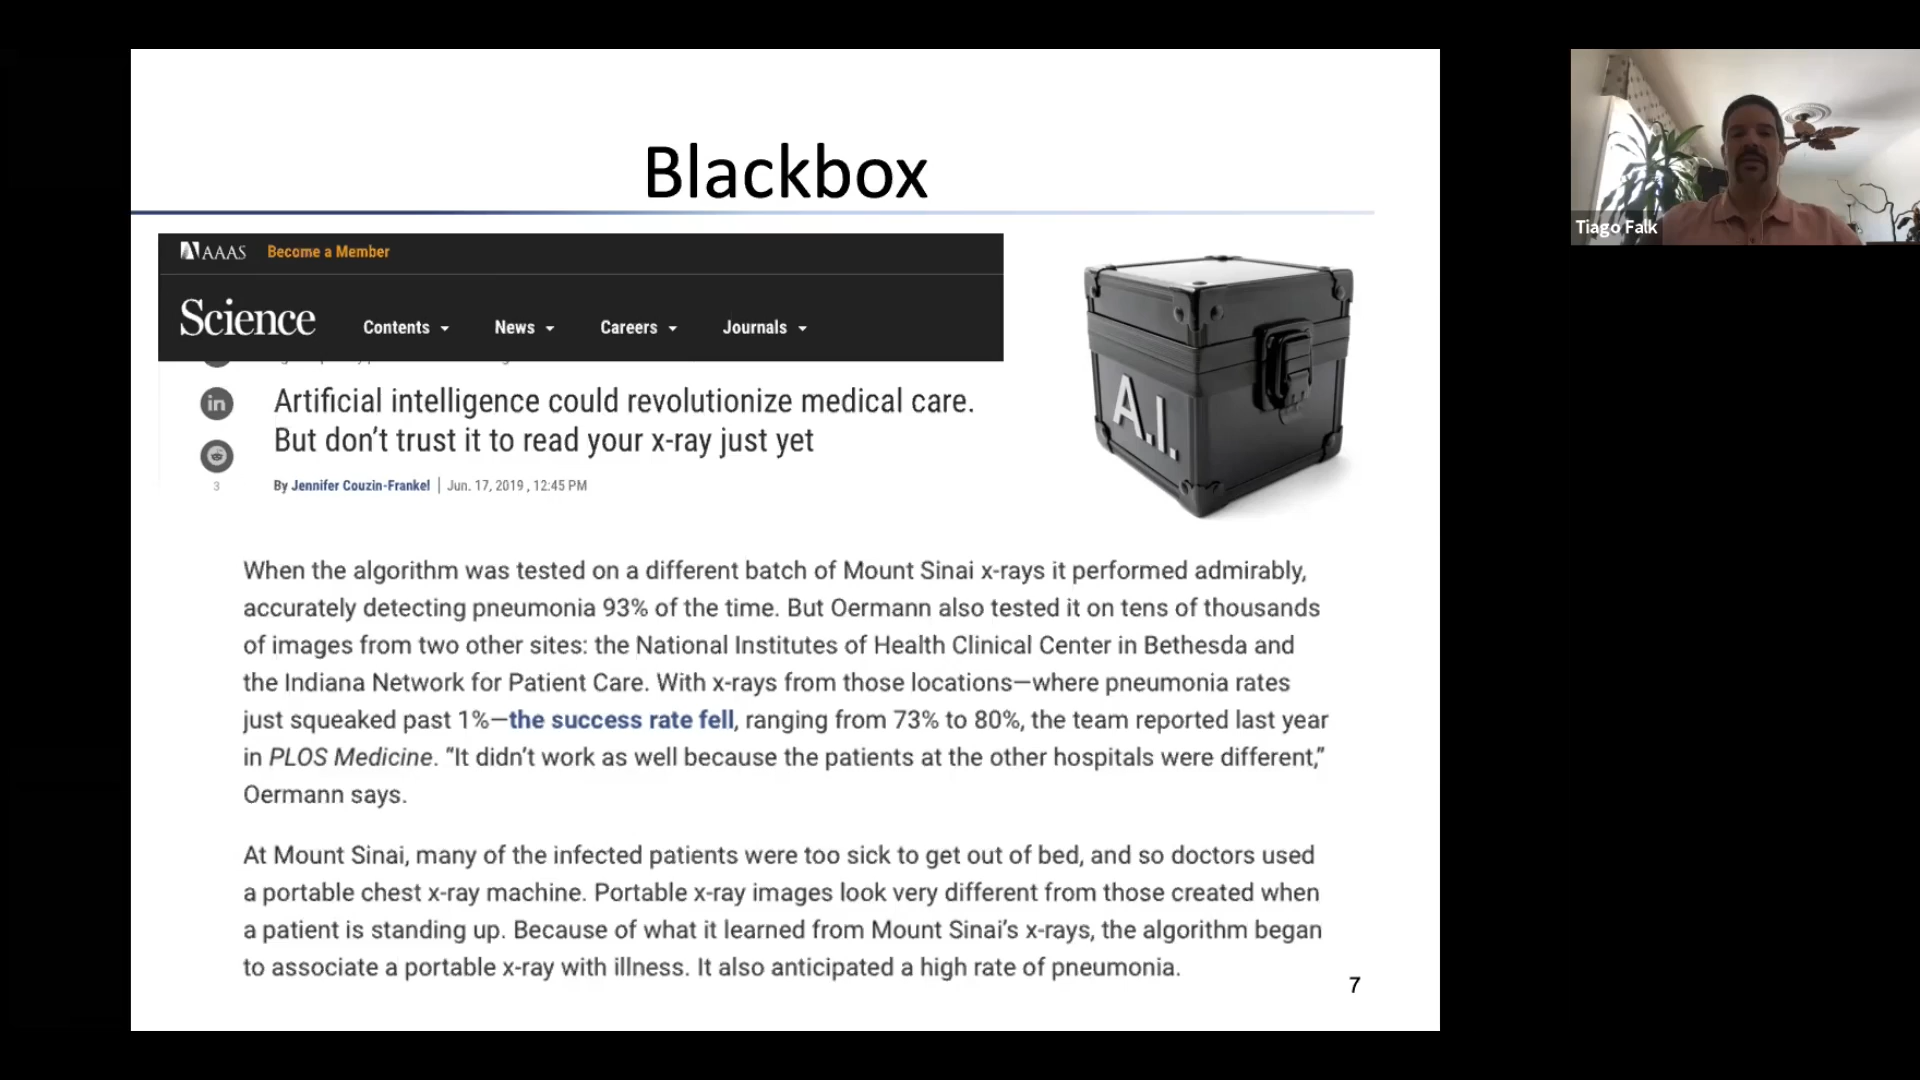 Blackbox
AAAS Become a Member
Science Contents News Careers Journals
in
Artificial intelligence could revolutionize medical care.
But don’t trust it to read your x-ray just yet
3
By Jennifer Couzin-Frankel | Jun. 17, 2019 , 12:45 PM
A.I.
When the algorithm was tested on a different batch of Mount Sinai x-rays it performed admirably,
accurately detecting pneumonia 93% of the time. But Oermann also tested it on tens of thousands
of images from two other sites: the National Institutes of Health Clinical Center in Bethesda and
the Indiana Network for Patient Care. With x-rays from those locations—where pneumonia rates
just squeaked past 1%—the success rate fell, ranging from 73% to 80%, the team reported last year
in PLOS Medicine. “It didn’t work as well because the patients at the other hospitals were different,”
Oermann says.
At Mount Sinai, many of the infected patients were too sick to get out of bed, and so doctors used
a portable chest x-ray machine. Portable x-ray images look very different from those created when
a patient is standing up. Because of what it learned from Mount Sinai’s x-rays, the algorithm began
to associate a portable x-ray with illness. It also anticipated a high rate of pneumonia.
7
Tiago Falk